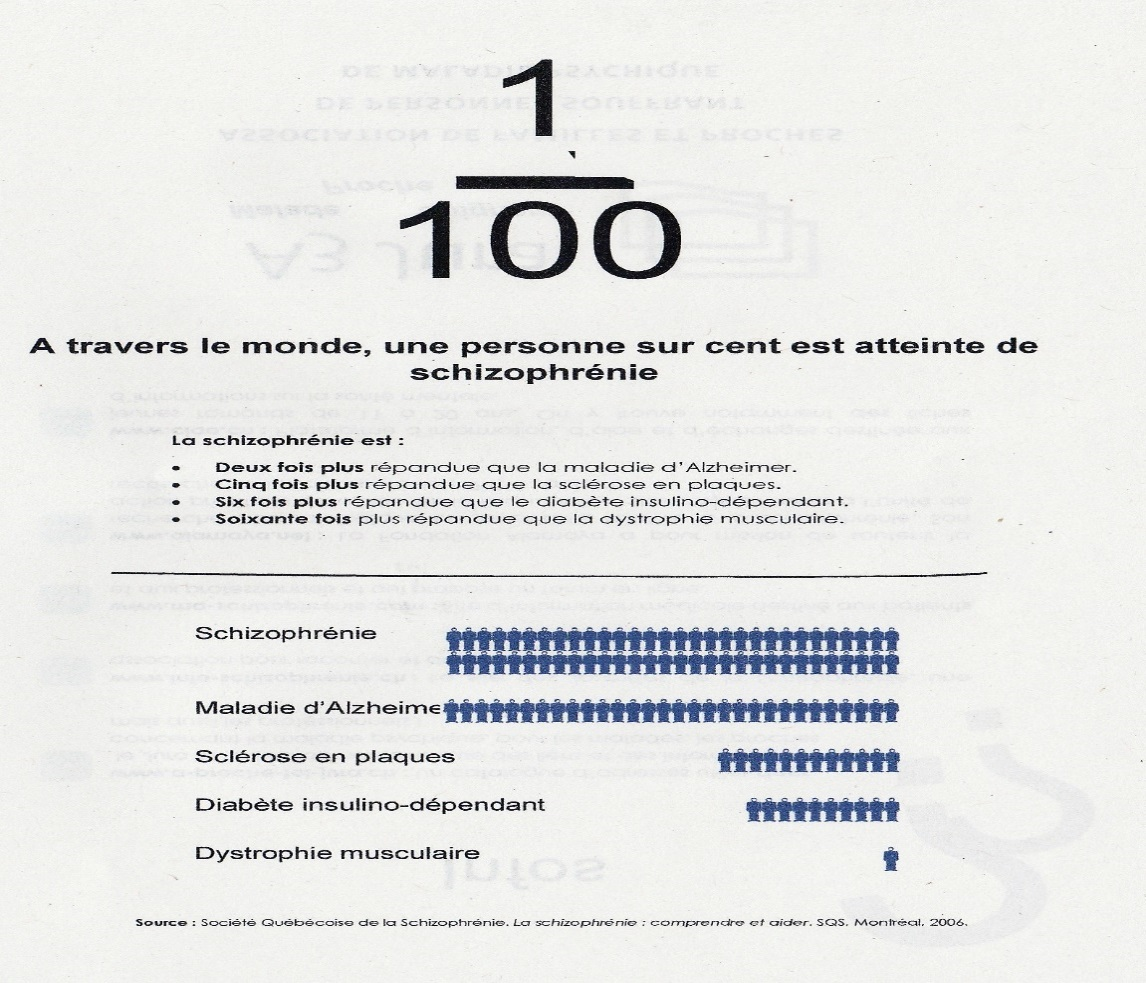 1
100
A travers le monde, une personne sur cent est atteinte de
schizophrénie
La schizophrénie est :
• Deux fois plus répandue que la maladie d'Alzheimer.
• Cinq fois plus répandue que la sclérose en plaques.
• Six fois plus répandue que le diabète insulino-dépendant.
• Soixante fois plus répandue que la dystrophie musculaire.
Schizophrénie
Maladie d'Alzheime
Sclérose en plaques
Diabète insulino-dépendant
Dystrophie musculaire
Source : Société Québécoise de la Schizophrénie. La schizophrénie : comprendre et aider. SQS. Montréal. 2006.